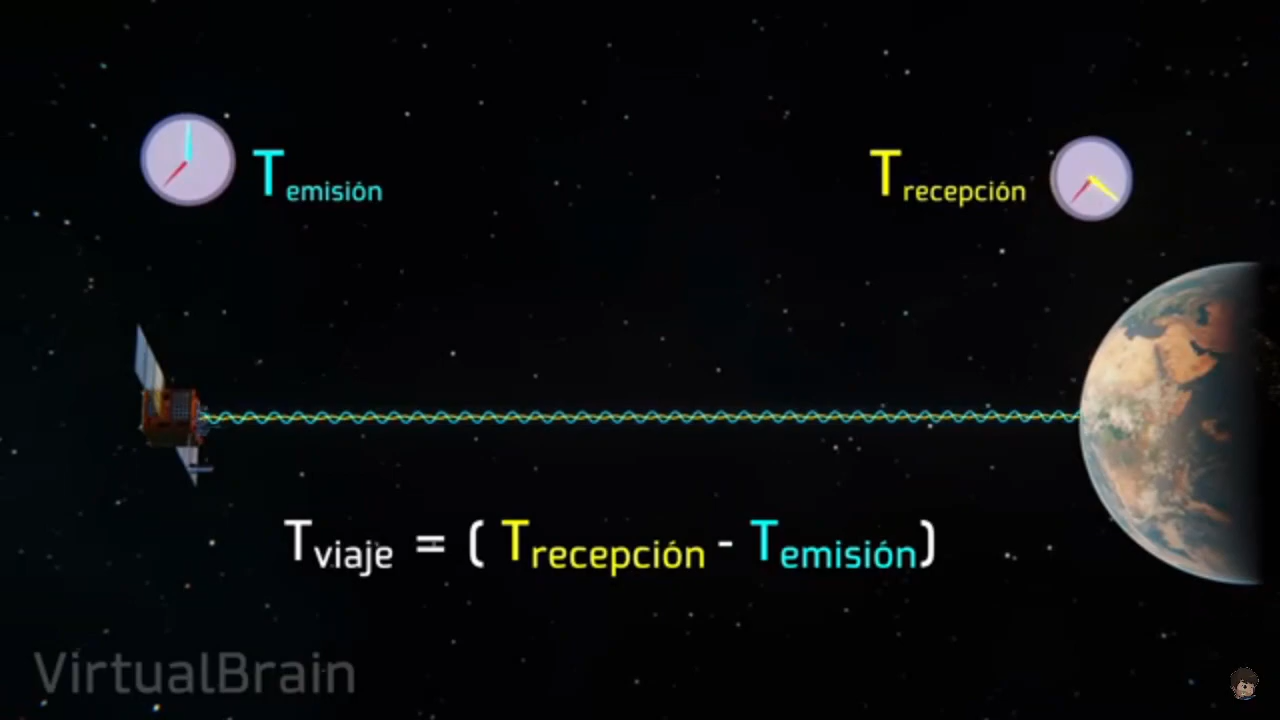 Temisión
Trecepción
Tviaje = ( Trecepción - Temisión)
VirtualBrain